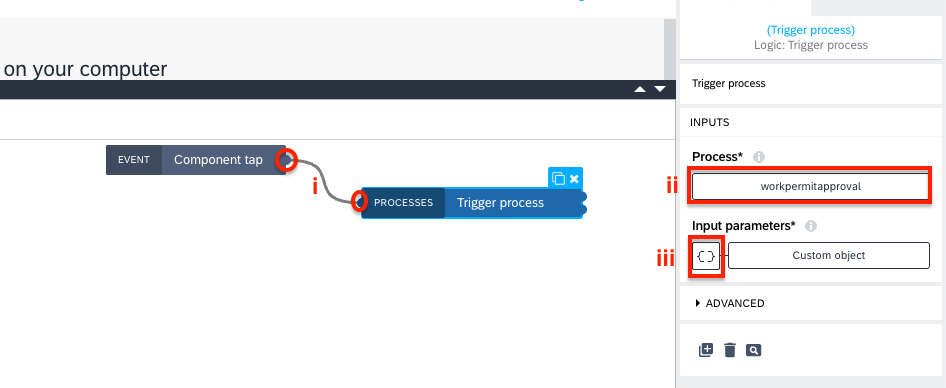 (Trigger process)
Logic: Trigger process
on your computer
Trigger process
INPUTS
EVENT Component tap
Process*
i
ii
workpermitapproval
PROCESSES Trigger process
Input parameters*
iii
{ } Custom object
ADVANCED